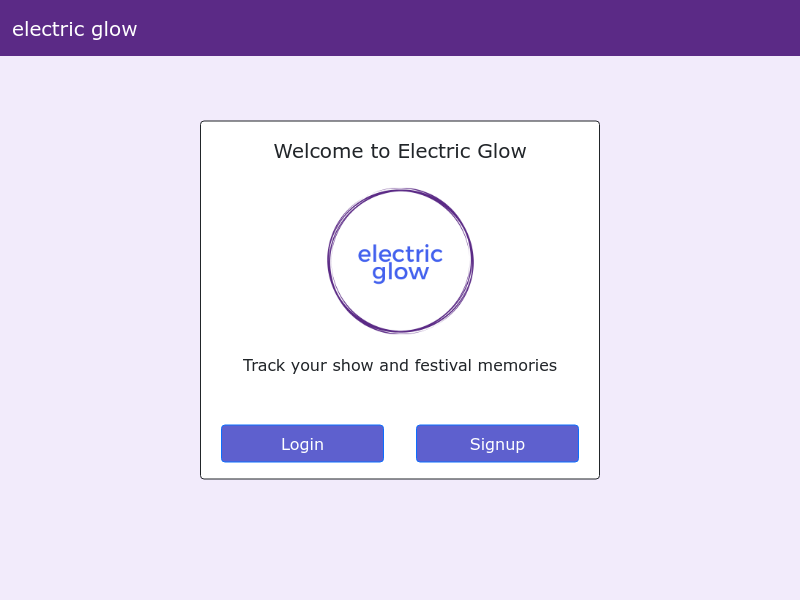 electric glow
Welcome to Electric Glow
electric
glow
Track your show and festival memories
Login
Signup